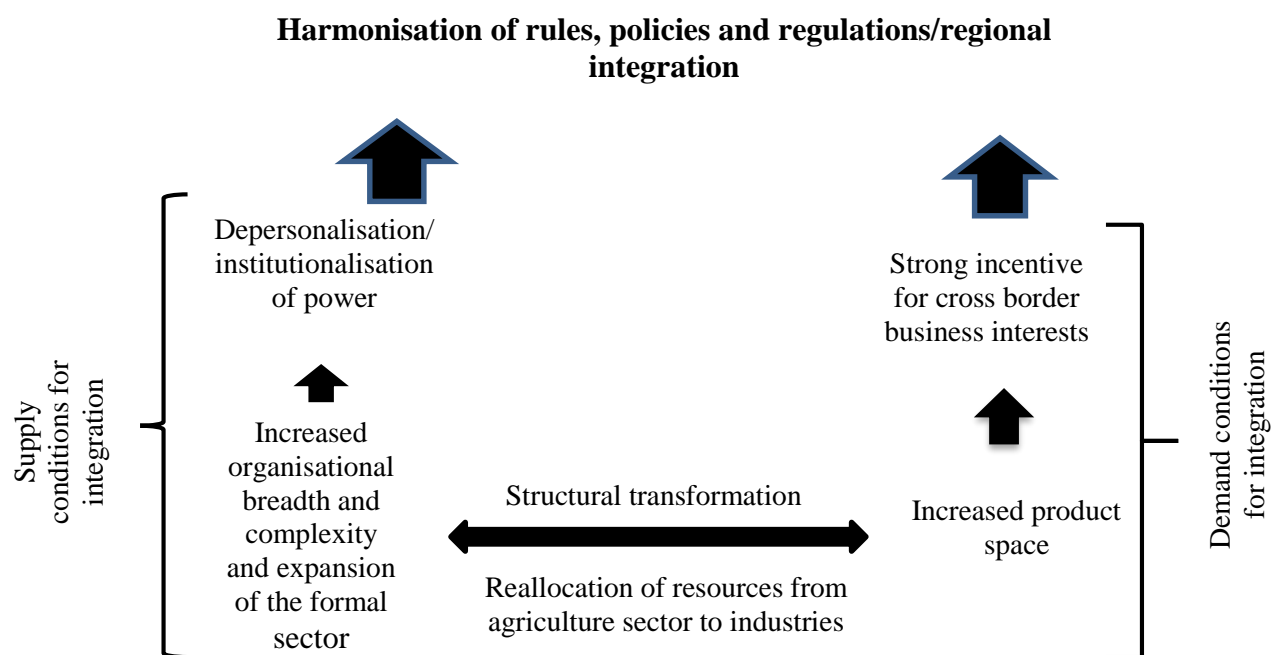 Harmonisation of rules, policies and regulations/regional
integration
Supply
conditions for
integration
Depersonalisation/
institutionalisation
of power
Increased
organisational
breadth and
complexity
and expansion
of the formal
sector
Structural transformation
Reallocation of resources from
agriculture sector to industries
Strong incentive
for cross border
business interests
Increased product
space
Demand conditions
for integration